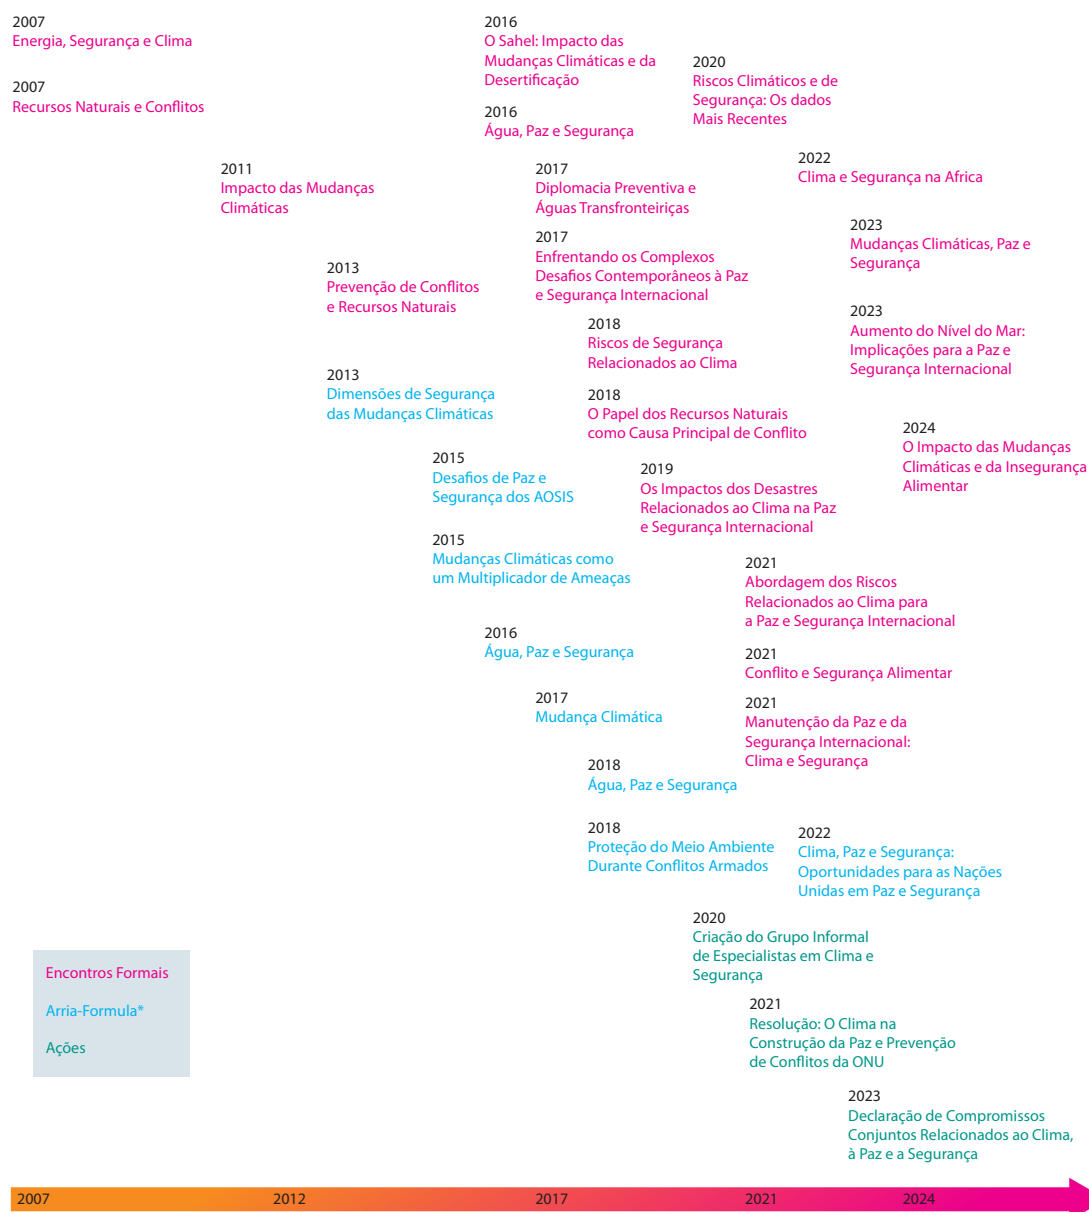 2007
Energia, Segurança e Clima
2007
Recursos Naturais e Conflitos
2011
Impacto das Mudanças
Climáticas
2013
Prevenção de Conflitos
e Recursos Naturais
2013
Dimensões de Segurança
das Mudanças Climáticas
2015
Desafios de Paz e
Segurança dos AOSIS
2015
Mudanças Climáticas como
um Multiplicador de Ameaças
2016
O Sahel: Impacto das
Mudanças Climáticas e da
Desertificação
2016
Água, Paz e Segurança
2016
Água, Paz e Segurança
2017
Diplomacia Preventiva e
Águas Transfronteiriças
2017
Enfrentando os Complexos
Desafios Contemporâneos à Paz
e Segurança Internacional
2017
Mudança Climática
2018
Riscos de Segurança
Relacionados ao Clima
2018
O Papel dos Recursos Naturais
como Causa Principal de Conflito
2018
Água, Paz e Segurança
2018
Proteção do Meio Ambiente
Durante Conflitos Armados
2019
Os Impactos dos Desastres
Relacionados ao Clima na Paz
e Segurança Internacional
2020
Riscos Climáticos e de
Segurança: Os dados
Mais Recentes
2020
Criação do Grupo Informal
de Especialistas em Clima e
Segurança
2021
Abordagem dos Riscos
Relacionados ao Clima para
a Paz e Segurança Internacional
2021
Conflito e Segurança Alimentar
2021
Manutenção da Paz e da
Segurança Internacional:
Clima e Segurança
2021
Resolução: O Clima na
Construção da Paz e Prevenção
de Conflitos da ONU
2022
Clima e Segurança na Africa
2022
Clima, Paz e Segurança:
Oportunidades para as Nações
Unidas em Paz e Segurança
2023
Mudanças Climáticas, Paz e
Segurança
2023
Aumento do Nível do Mar:
Implicações para a Paz e
Segurança Internacional
2023
Declaração de Compromissos
Conjuntos Relacionados ao Clima,
à Paz e a Segurança
2024
O Impacto das Mudanças
Climáticas e da Insegurança
Alimentar
Encontros Formais
Arria-Formula*
Ações
2007
2012
2017
2021
2024